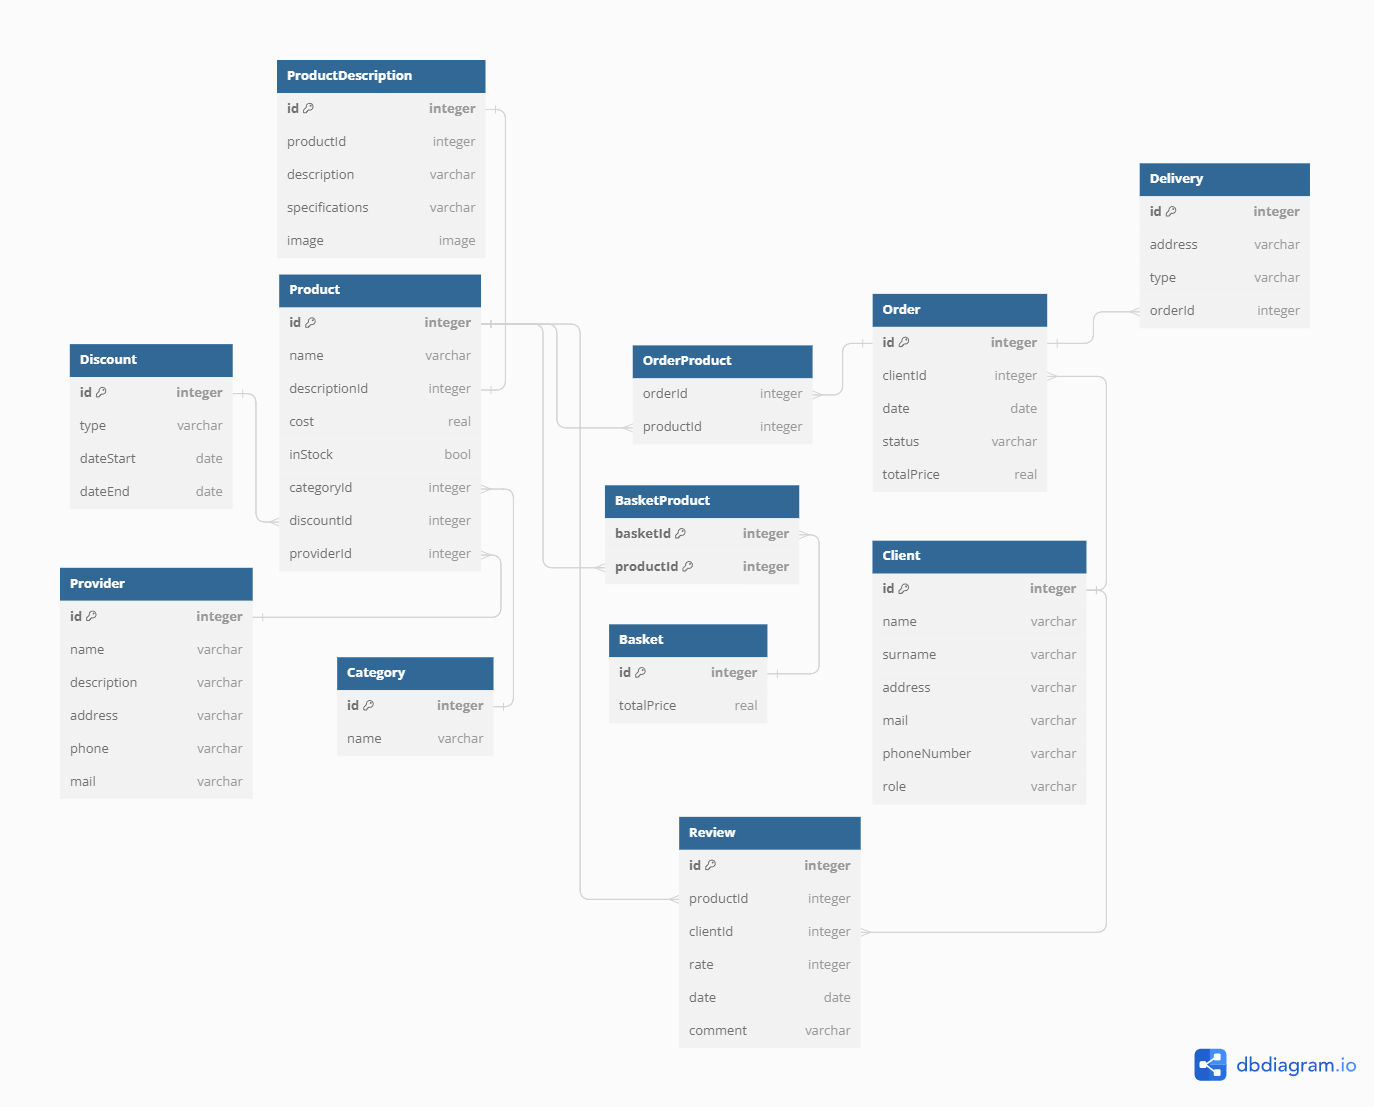 ProductDescription
id integer
productId integer
description varchar
specifications varchar
image image
Product
id integer
name varchar
descriptionId integer
cost real
inStock bool
categoryId integer
discountId integer
providerId integer
Discount
id integer
type varchar
dateStart date
dateEnd date
Provider
id integer
name varchar
description varchar
address varchar
phone varchar
mail varchar
Category
id integer
name varchar
OrderProduct
orderId integer
productId integer
BasketProduct
basketId integer
productId integer
Basket
id integer
totalPrice real
Order
id integer
clientId integer
date date
status varchar
totalPrice real
Delivery
id integer
address varchar
type varchar
orderId integer
Client
id integer
name varchar
surname varchar
address varchar
mail varchar
phoneNumber varchar
role varchar
Review
id integer
productId integer
clientId integer
rate integer
date date
comment varchar
dbdiagram.io